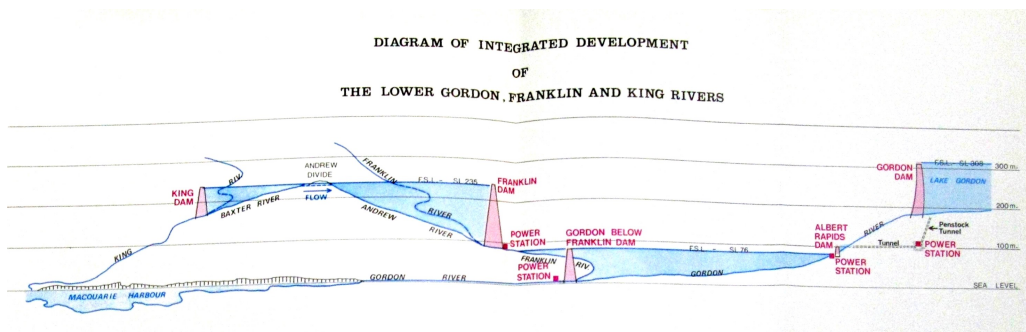 DIAGRAM OF INTEGRATED DEVELOPMENT
OF
THE LOWER GORDON, FRANKLIN AND KING RIVERS
ANDREW
DIVIDE
FLOW
KING
DAM
RIV
BAXTER RIVER
KING
FRANKLIN
RIVER
ANDREW
RIVER
F.S.L - SL 235
FRANKLIN
DAM
POWER
STATION
GORDON BELOW
FRANKLIN DAM
FRANKLIN
RIV
POWER
STATION
F.S.L - SL 76
GORDON
GORDON RIVER
MACQUARIE HARBOUR
ALBERT
RAPIDS
DAM
RIVER
POWER
STATION
Tunnel
GORDON
DAM
F.S.L - SL 308
LAKE GORDON
Penstock
Tunnel
POWER
STATION
300 m.
200 m.
100 m.
SEA LEVEL